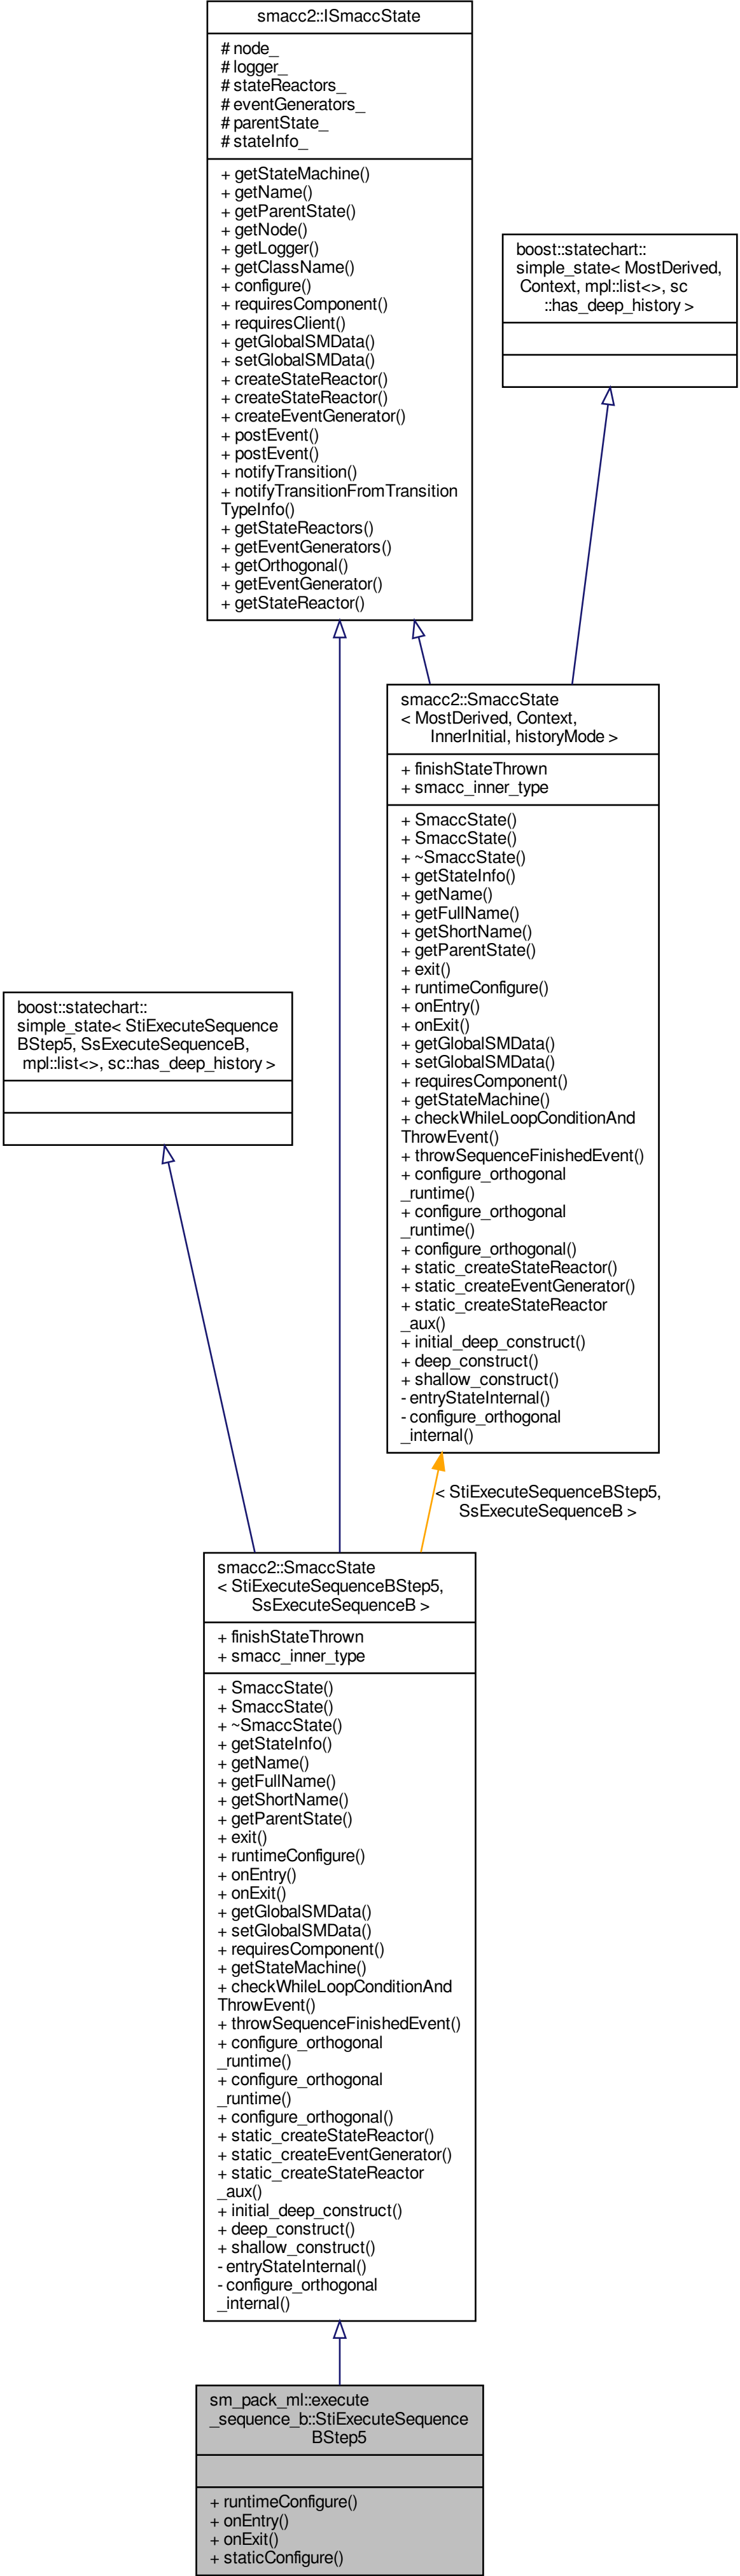 smacc2::ISmaccState
# node_
# logger_
# stateReactors_
# eventGenerators_
# parentState_
# stateInfo_
+ getStateMachine()
+ getName()
+ getParentState()
+ getNode()
+ getLogger()
+ getClassName()
+ configure()
+ requiresComponent()
+ requiresClient()
+ getGlobalSMData()
+ setGlobalSMData()
+ createStateReactor()
+ createStateReactor()
+ createEventGenerator()
+ postEvent()
+ postEvent()
+ notifyTransition()
+ notifyTransitionFromTransition
TypeInfo()
+ getStateReactors()
+ getEventGenerators()
+ getOrthogonal()
+ getEventGenerator()
+ getStateReactor()
boost::statechart::
simple_state< MostDerived,
Context, mpl::list<>, sc
::has_deep_history >
smacc2::SmaccState
< MostDerived, Context,
InnerInitial, historyMode >
+ finishStateThrown
+ smacc_inner_type
+ SmaccState()
+ SmaccState()
+ ~SmaccState()
+ getStateInfo()
+ getName()
+ getFullName()
+ getShortName()
+ getParentState()
+ exit()
+ runtimeConfigure()
+ onEntry()
+ onExit()
+ getGlobalSMData()
+ setGlobalSMData()
+ requiresComponent()
+ getStateMachine()
+ checkWhileLoopConditionAnd
ThrowEvent()
+ throwSequenceFinishedEvent()
+ configure_orthogonal
_runtime()
+ configure_orthogonal
_runtime()
+ configure_orthogonal()
+ static_createStateReactor()
+ static_createEventGenerator()
+ static_createStateReactor
_aux()
+ initial_deep_construct()
+ deep_construct()
+ shallow_construct()
- entryStateInternal()
- configure_orthogonal
_internal()
boost::statechart::
simple_state< StiExecuteSequence
BStep5, SsExecuteSequenceB,
mpl::list<>, sc::has_deep_history >
< StiExecuteSequenceBStep5,
SsExecuteSequenceB >
smacc2::SmaccState
< StiExecuteSequenceBStep5,
SsExecuteSequenceB >
+ finishStateThrown
+ smacc_inner_type
+ SmaccState()
+ SmaccState()
+ ~SmaccState()
+ getStateInfo()
+ getName()
+ getFullName()
+ getShortName()
+ getParentState()
+ exit()
+ runtimeConfigure()
+ onEntry()
+ onExit()
+ getGlobalSMData()
+ setGlobalSMData()
+ requiresComponent()
+ getStateMachine()
+ checkWhileLoopConditionAnd
ThrowEvent()
+ throwSequenceFinishedEvent()
+ configure_orthogonal
_runtime()
+ configure_orthogonal
_runtime()
+ configure_orthogonal()
+ static_createStateReactor()
+ static_createEventGenerator()
+ static_createStateReactor
_aux()
+ initial_deep_construct()
+ deep_construct()
+ shallow_construct()
- entryStateInternal()
- configure_orthogonal
_internal()
sm_pack_ml::execute
_sequence_b::StiExecuteSequence
BStep5
+ runtimeConfigure()
+ onEntry()
+ onExit()
+ staticConfigure()